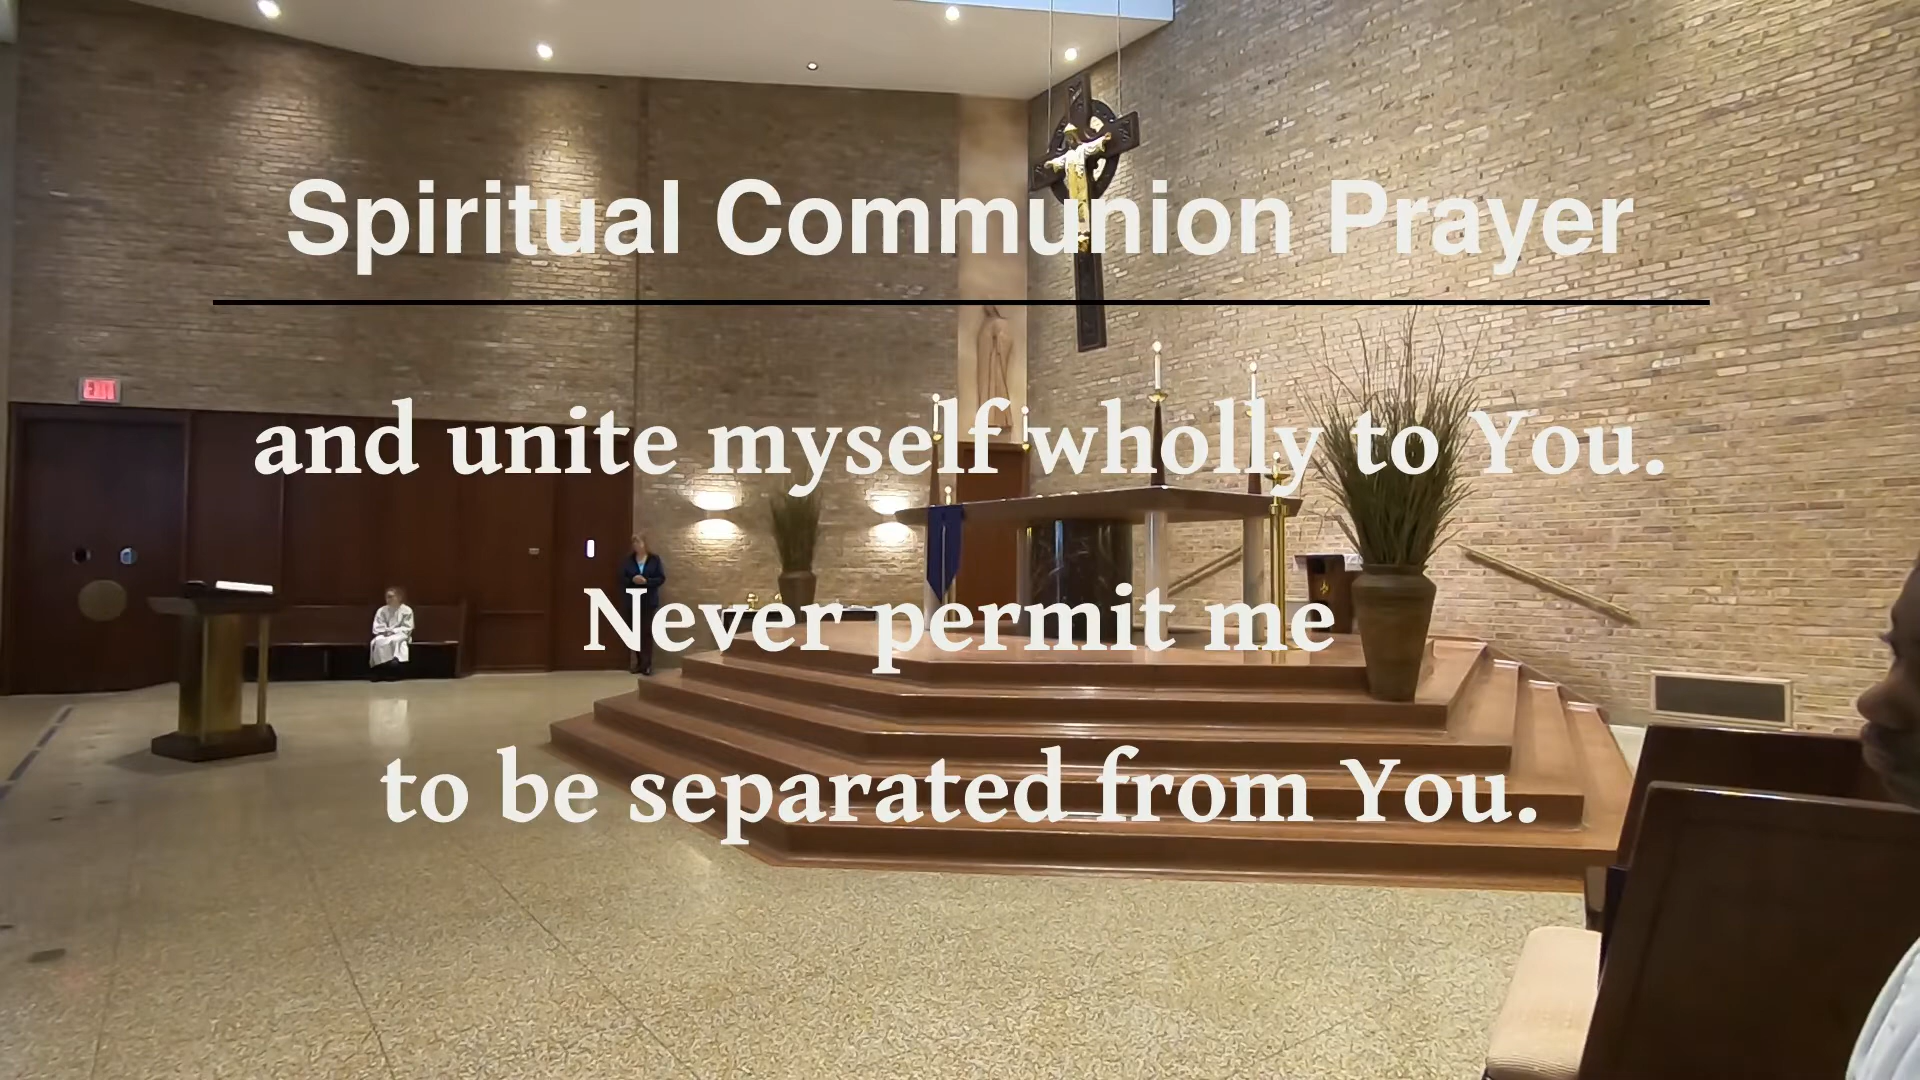 Spiritual Communion Prayer
EXIT
and unite myself wholly to You.
Never permit me
to be separated from You.